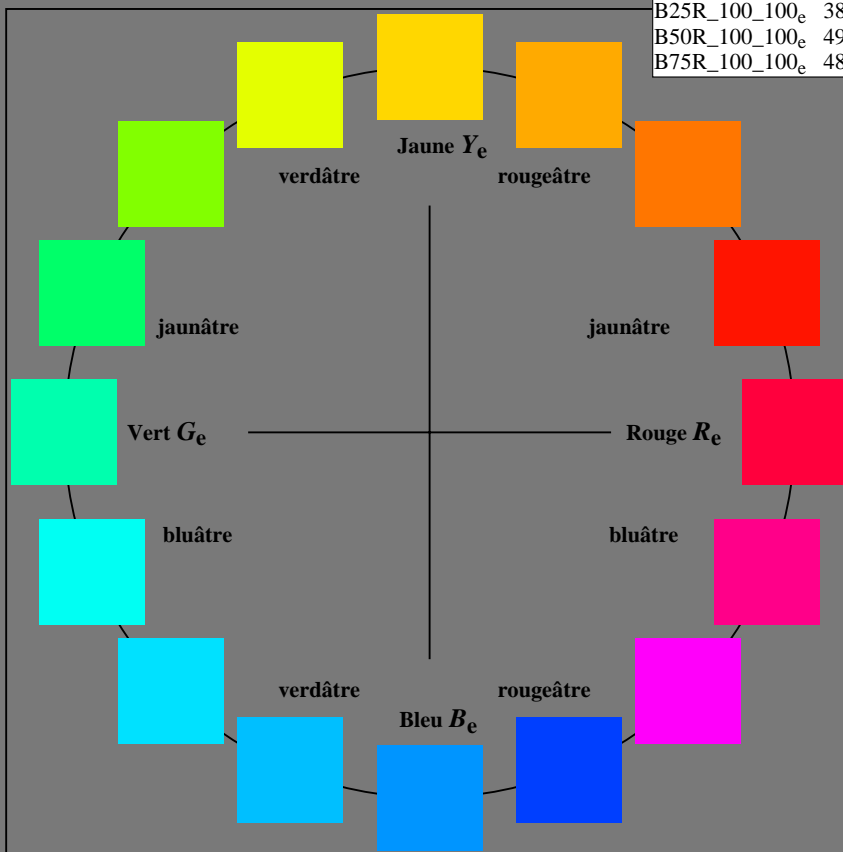 B25R_100_100e 38
B50R_100_100e 49
B75R_100_100e 48
Jaune Ye
verdâtre rougeâtre
jaunâtre jaunâtre
Vert Ge Rouge Re
bluâtre bluâtre
verdâtre rougeâtre
Bleu Be